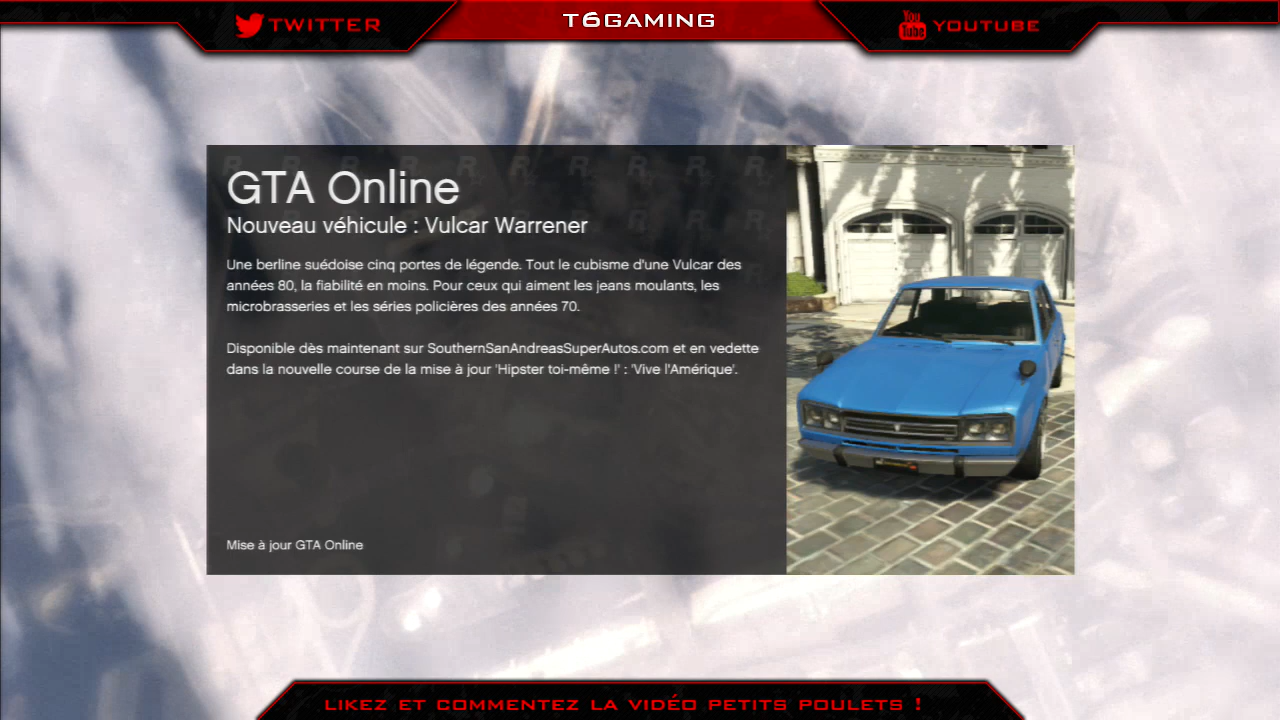 TWITTER
T6GAMING
You
Tube
YOUTUBE
GTA Online
Nouveau véhicule : Vulcar Warrener
Une berline suédoise cinq portes de légende. Tout le cubisme d'une Vulcar des
années 80, la fiabilité en moins. Pour ceux qui aiment les jeans moulants, les
microbrasseries et les séries policières des années 70.
Disponible dès maintenant sur SouthernSanAndreasSuperAutos.com et en vedette
dans la nouvelle course de la mise à jour 'Hipster toi-même !' : 'Vive l'Amérique'.
Mise à jour GTA Online
LIKEZ ET COMMENTEZ LA VIDÉO PETITS POULETS !